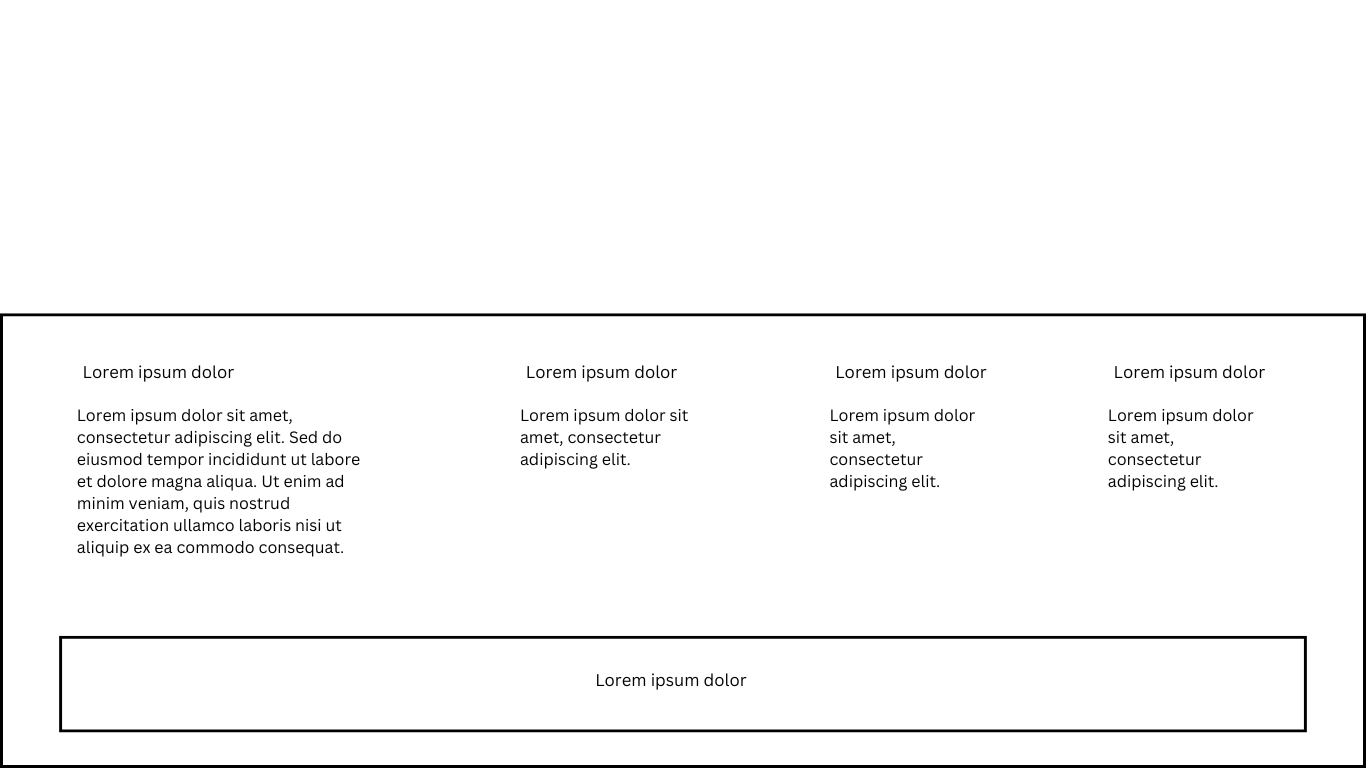 Lorem ipsum dolor
Lorem ipsum dolor sit amet,
consectetur adipiscing elit. Sed do
eiusmod tempor incididunt ut labore
et dolore magna aliqua. Ut enim ad
minim veniam, quis nostrud
exercitation ullamco laboris nisi ut
aliquip ex ea commodo consequat.
Lorem ipsum dolor
Lorem ipsum dolor sit
amet, consectetur
adipiscing elit.
Lorem ipsum dolor
Lorem ipsum dolor
sit amet,
consectetur
adipiscing elit.
Lorem ipsum dolor
Lorem ipsum dolor
sit amet,
consectetur
adipiscing elit.
Lorem ipsum dolor